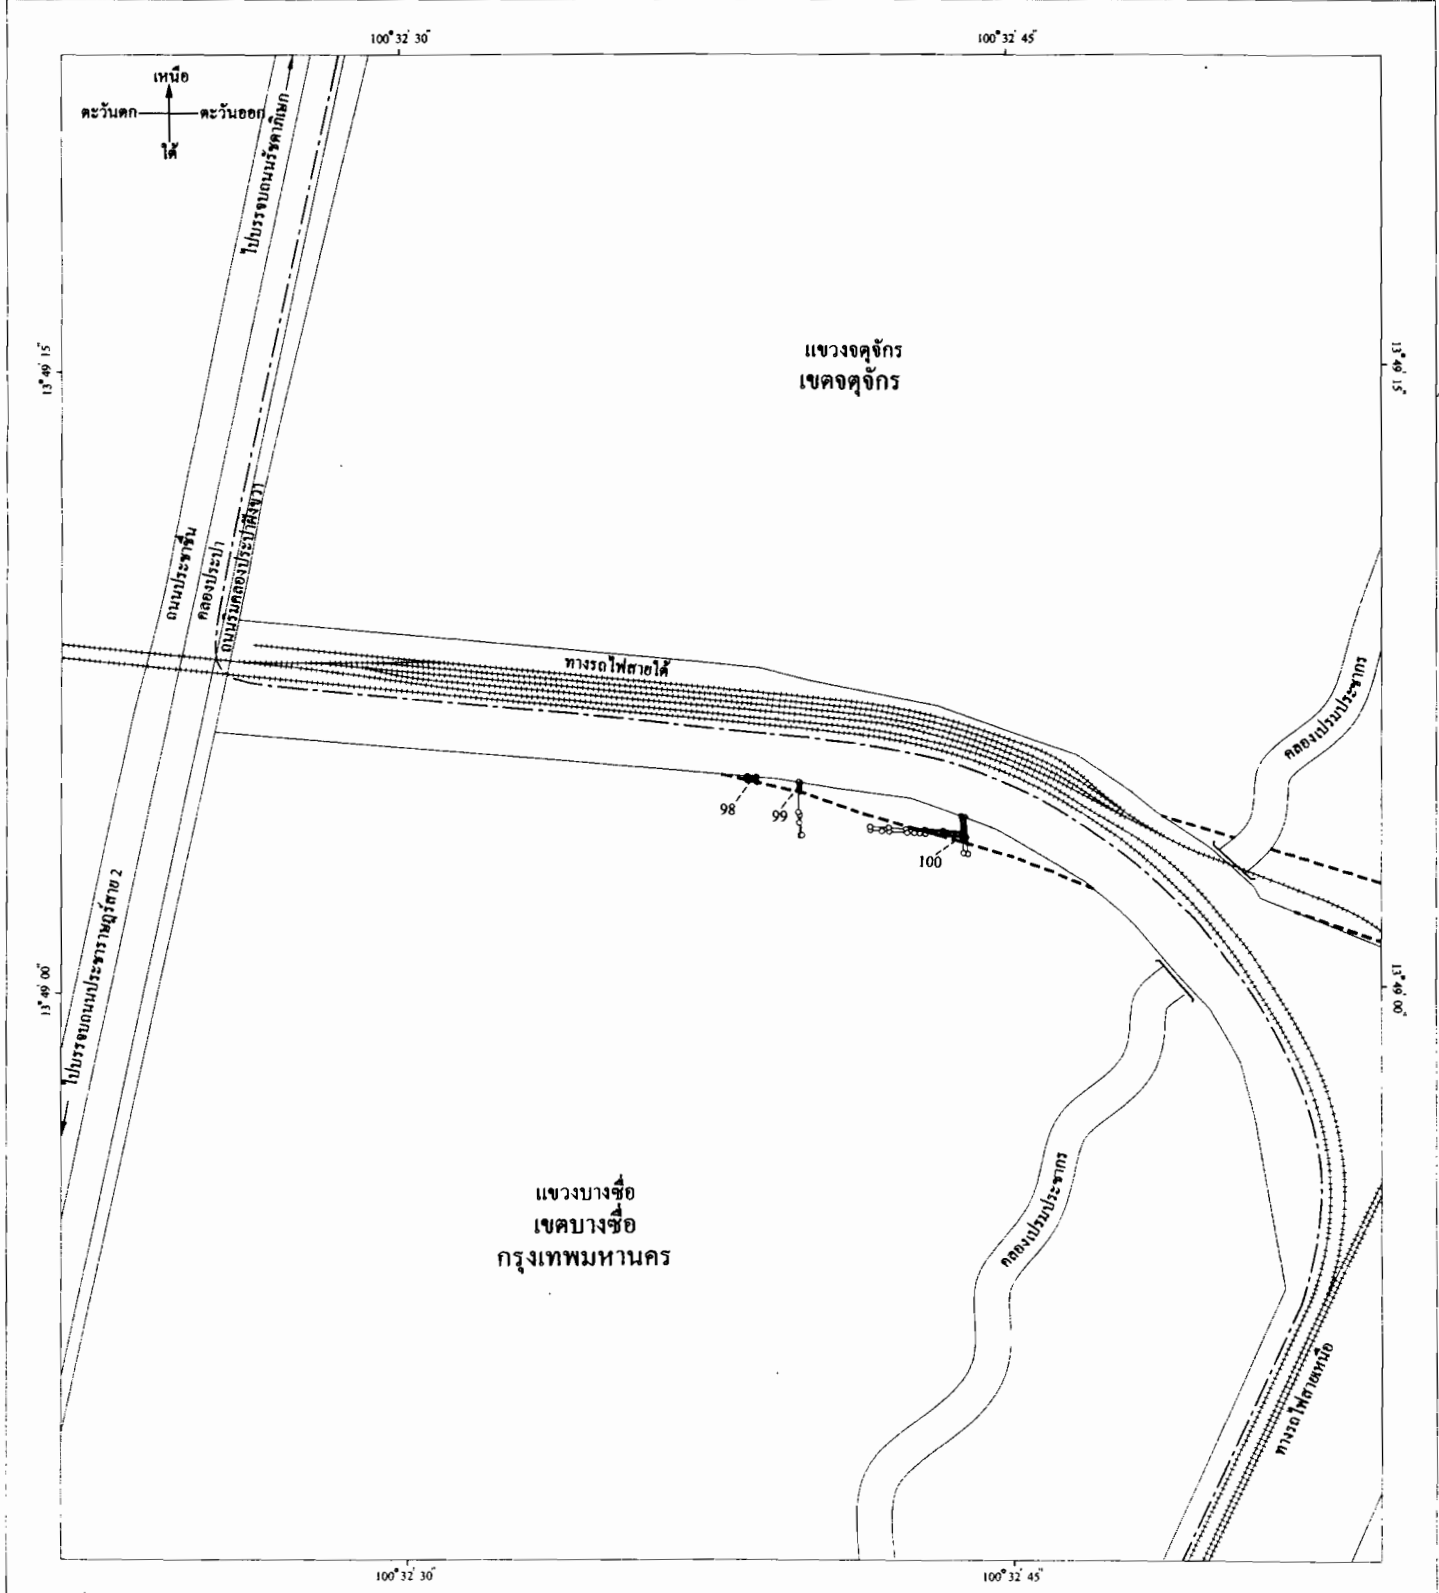 100° 32' 30"
100° 32' 45"
เหนือ
ตะวันตก
ตะวันออก
ใต้
ไปบรรจบถนนรัชดาภิเษก
แขวงจตุจักร
เขตจตุจักร
13° 49' 15"
13° 49' 15"
ถนนประชาชื่น
คลองประปา
ถนนริมคลองประปาฝั่งขวา
ทางรถไฟสายใต้
คลองเปรมประชากร
98
99
100
ไปบรรจบถนนประชาราษฎร์สาย 2
13° 49' 00"
13° 49' 00"
แขวงบางซื่อ
เขตบางซื่อ
กรุงเทพมหานคร
คลองเปรมประชากร
ทางรถไฟสายเหนือ
100° 32' 30"
100° 32' 45"